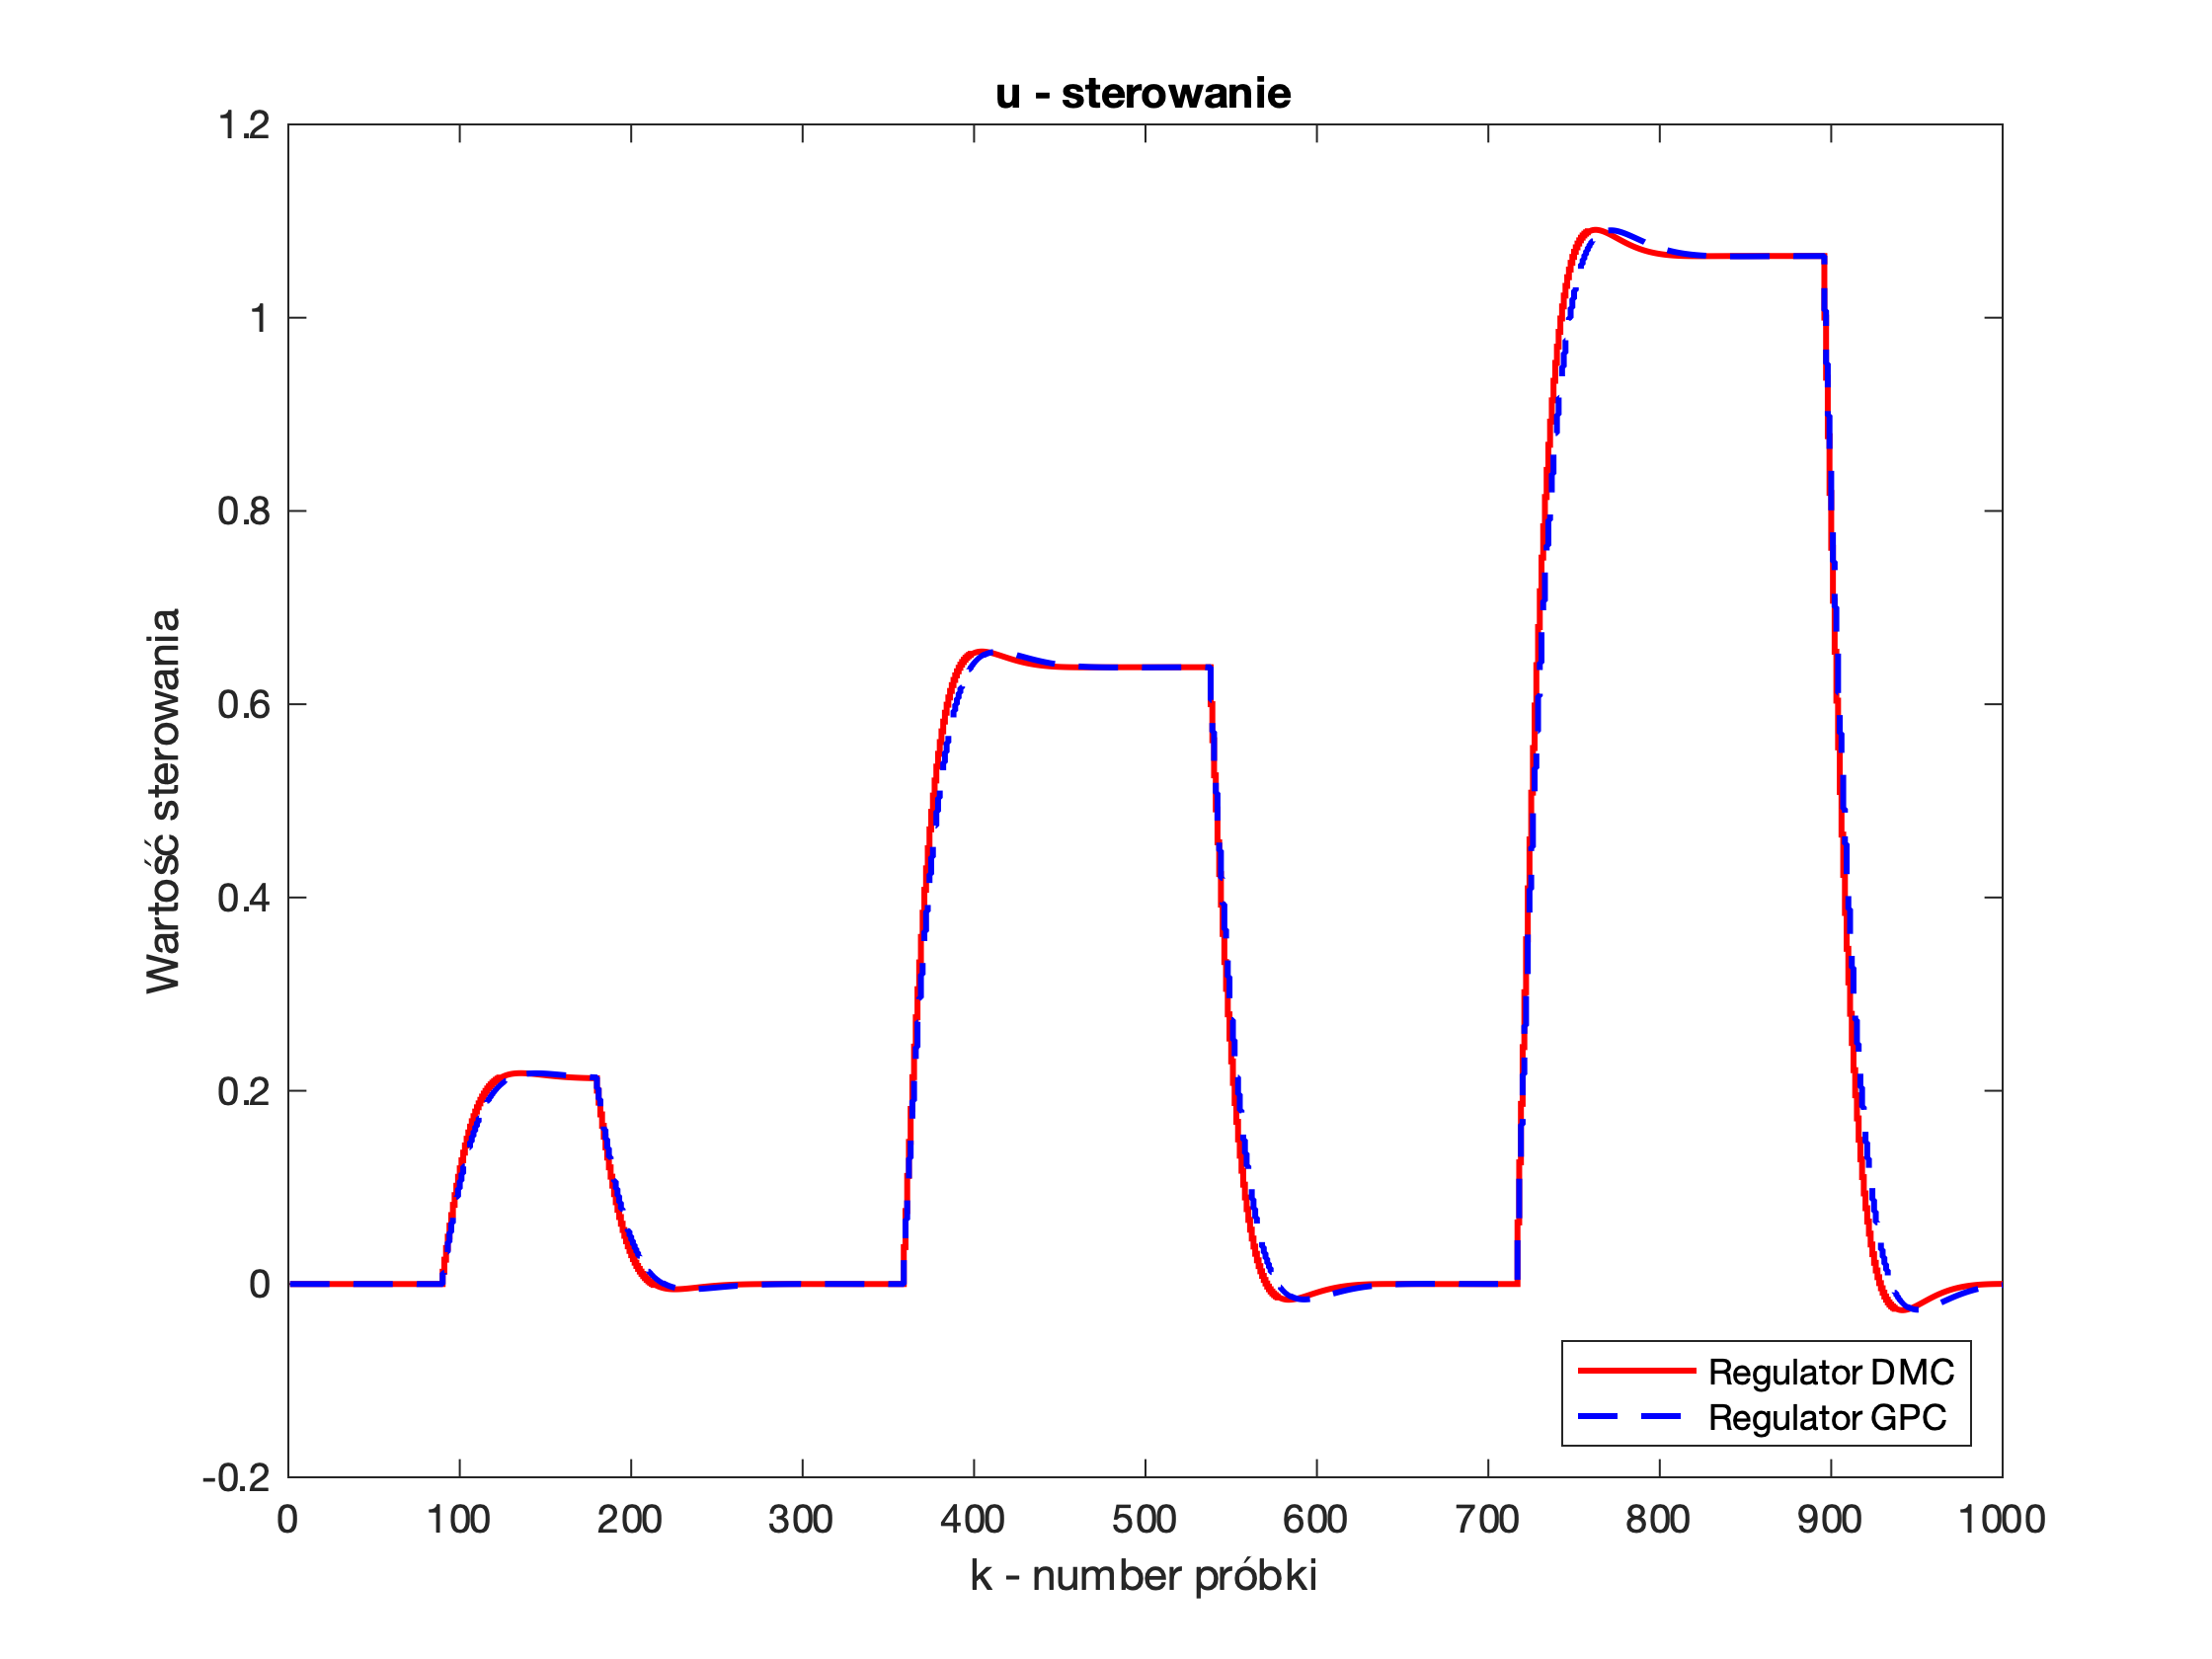 u - sterowanie
1.2
1
0.8
0.6
0.4
0.2
0
-0.2
Wartość sterowania
0 100 200 300 400 500 600 700 800 900 1000
k - number próbki
Regulator DMC
Regulator GPC